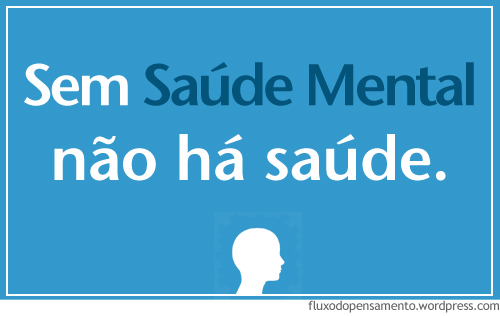 Sem Saúde Mental
não há saúde.
fluxodopensamento.wordpress.com